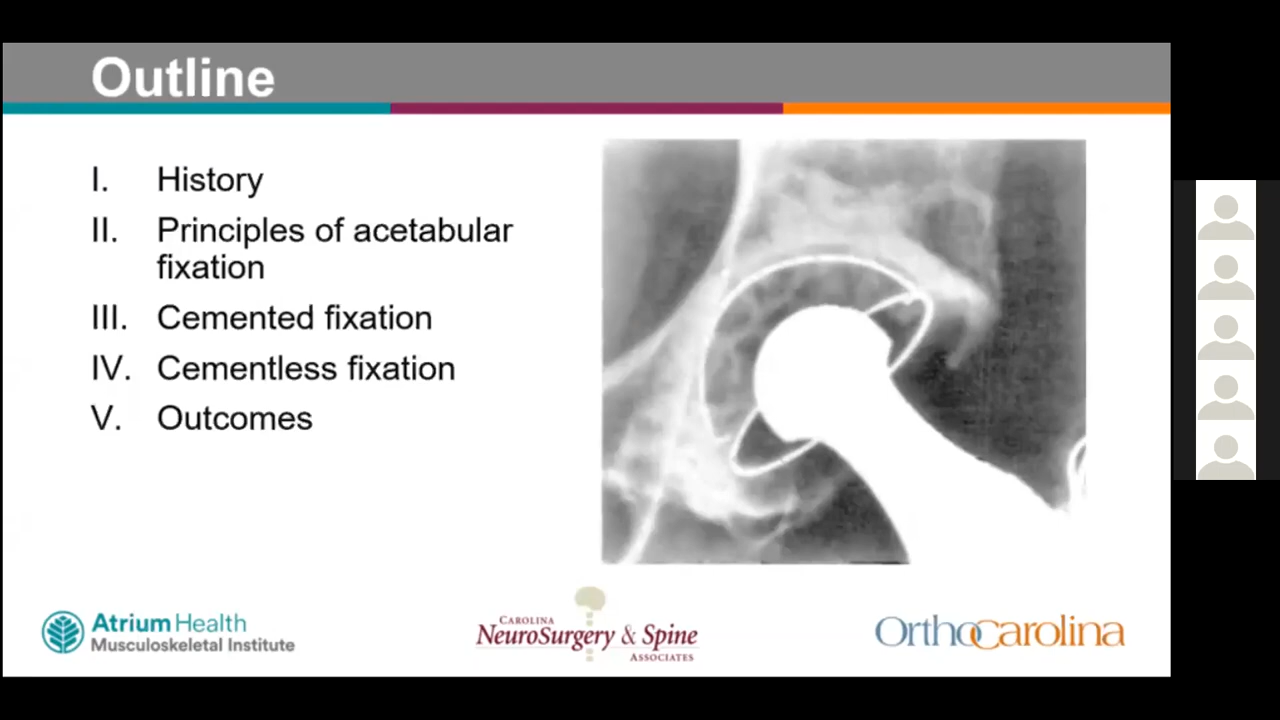 Outline
I. History
II. Principles of acetabular
fixation
III. Cemented fixation
IV. Cementless fixation
V. Outcomes
Atrium Health
Musculoskeletal Institute
CAROLINA
NEUROSURGERY & SPINE
ASSOCIATES
OrthoCarolina